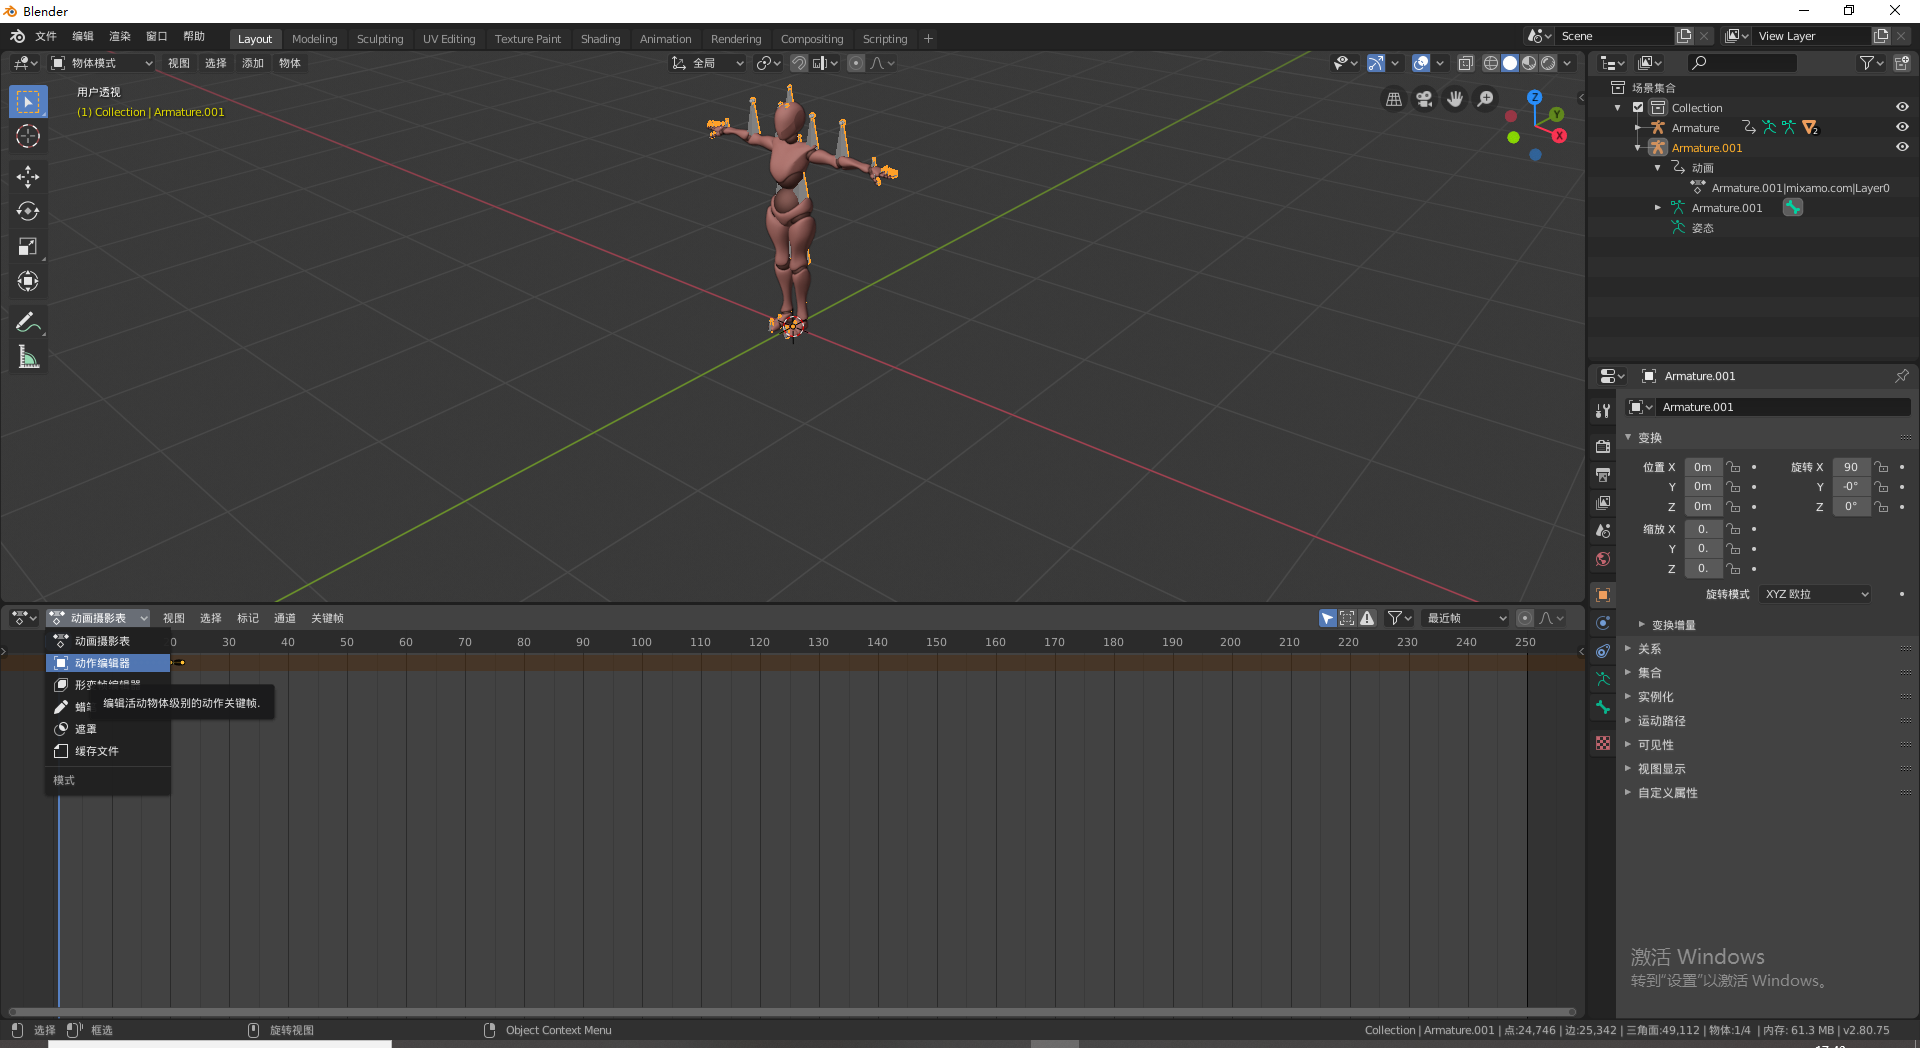 Blender
文件 编辑 渲染 窗口 帮助 Layout Modeling Sculpting UV Editing Texture Paint Shading Animation Rendering Compositing Scripting + Scene View Layer
物体模式 视图 选择 添加 物体 全局
用户透视
(1) Collection | Armature.001
Z
Y
X
场景集合
Collection
Armature 2
Armature.001
动画
Armature.001|mixamo.com|Layer0
Armature.001
姿态
Armature.001
Armature.001
变换
位置 X 0m 旋转 X 90
Y 0m Y -0°
Z 0m Z 0°
缩放 X 0.
Y 0.
Z 0.
旋转模式 XYZ 欧拉
变换增量
关系
集合
实例化
运动路径
可见性
视图显示
自定义属性
动画摄影表 视图 选择 标记 通道 关键帧 最近帧
0 30 40 50 60 70 80 90 100 110 120 130 140 150 160 170 180 190 200 210 220 230 240 250
动画摄影表
动作编辑器
形变帧编辑器
编辑活动物体级别的动作关键帧.
遮罩
缓存文件
模式
激活 Windows
转到"设置"以激活 Windows。
选择 框选 旋转视图 Object Context Menu Collection | Armature.001 | 点:24,746 | 边:25,342 | 三角面:49,112 | 物体:1/4 | 内存: 61.3 MB | v2.80.75